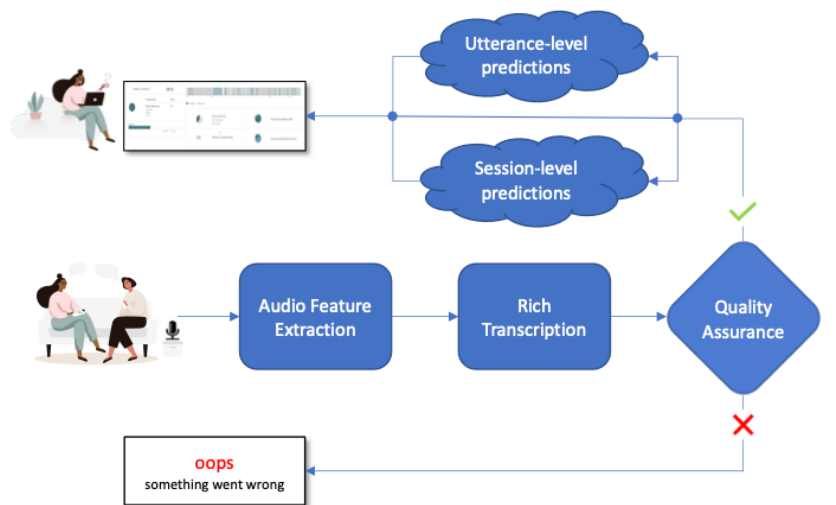 Utterance-level
predictions
Session-level
predictions
Audio Feature
Extraction
Rich
Transcription
Quality
Assurance
oops
something went wrong